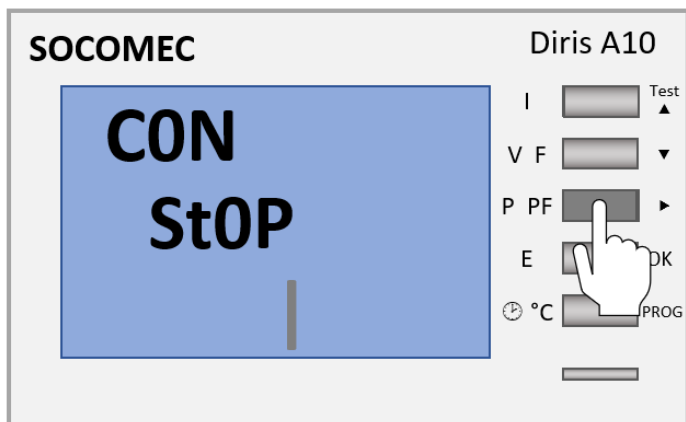 SOCOMEC
Diris A10
C0N
St0P
I
Test
V F
P PF
E
OK
°C
PROG